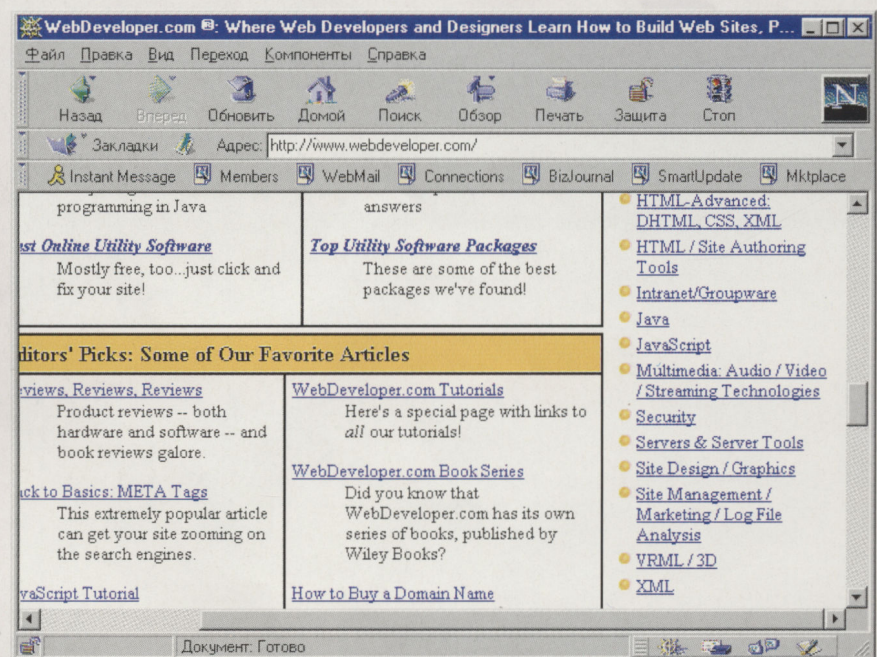 WebDeveloper.com ®: Where Web Developers and Designers Learn How to Build Web Sites, P...
Файл Правка Вид Переход Компоненты Справка
Назад Вперед Обновить Домой Поиск Обзор Печать Защита Стоп
N
Закладки Адрес: http://www.webdeveloper.com/
Instant Message Members WebMail Connections BizJournal SmartUpdate Mktplace
programming in Java
st Online Utility Software
Mostly free, too...just click and
fix your site!
answers
Top Utility Software Packages
These are some of the best
packages we've found!
ditors' Picks: Some of Our Favorite Articles
views, Reviews, Reviews
Product reviews -- both
hardware and software -- and
book reviews galore.
ck to Basics: META Tags
This extremely popular article
can get your site zooming on
the search engines.
vaScript Tutorial
WebDeveloper.com Tutorials
Here's a special page with links to
all our tutorials!
WebDeveloper.com Book Series
Did you know that
WebDeveloper.com has its own
series of books, published by
Wiley Books?
How to Buy a Domain Name
HTML-Advanced:
DHTML, CSS, XML
HTML / Site Authoring
Tools
Intranet/Groupware
Java
JavaScript
Multimedia: Audio / Video
/ Streaming Technologies
Security
Servers & Server Tools
Site Design / Graphics
Site Management /
Marketing / Log File
Analysis
VRML / 3D
XML
Документ: Готово